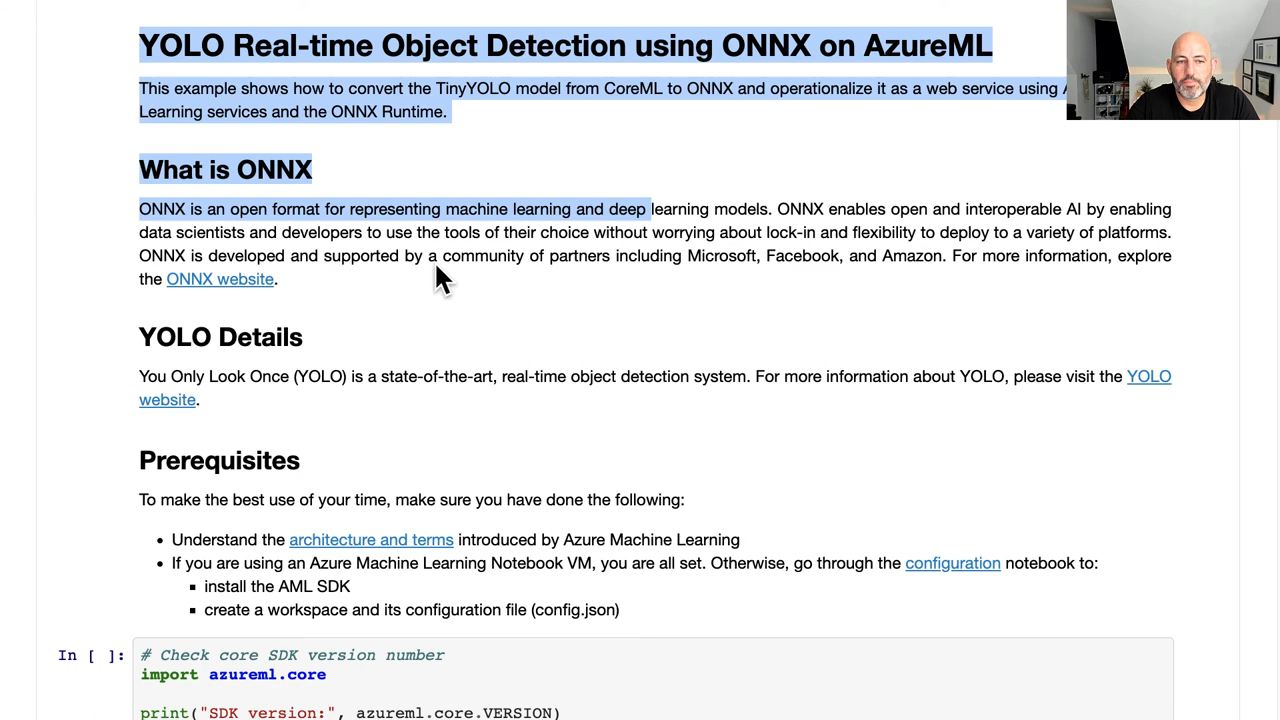 YOLO Real-time Object Detection using ONNX on AzureML
This example shows how to convert the TinyYOLO model from CoreML to ONNX and operationalize it as a web service using
Learning services and the ONNX Runtime.
What is ONNX
ONNX is an open format for representing machine learning and deep learning models. ONNX enables open and interoperable AI by enabling
data scientists and developers to use the tools of their choice without worrying about lock-in and flexibility to deploy to a variety of platforms.
ONNX is developed and supported by a community of partners including Microsoft, Facebook, and Amazon. For more information, explore
the ONNX website.
YOLO Details
You Only Look Once (YOLO) is a state-of-the-art, real-time object detection system. For more information about YOLO, please visit the YOLO
website.
Prerequisites
To make the best use of your time, make sure you have done the following:
• Understand the architecture and terms introduced by Azure Machine Learning
• If you are using an Azure Machine Learning Notebook VM, you are all set. Otherwise, go through the configuration notebook to:
▪ install the AML SDK
▪ create a workspace and its configuration file (config.json)
In [ ]: # Check core SDK version number
import azureml.core
print("SDK version:", azureml.core.VERSION)